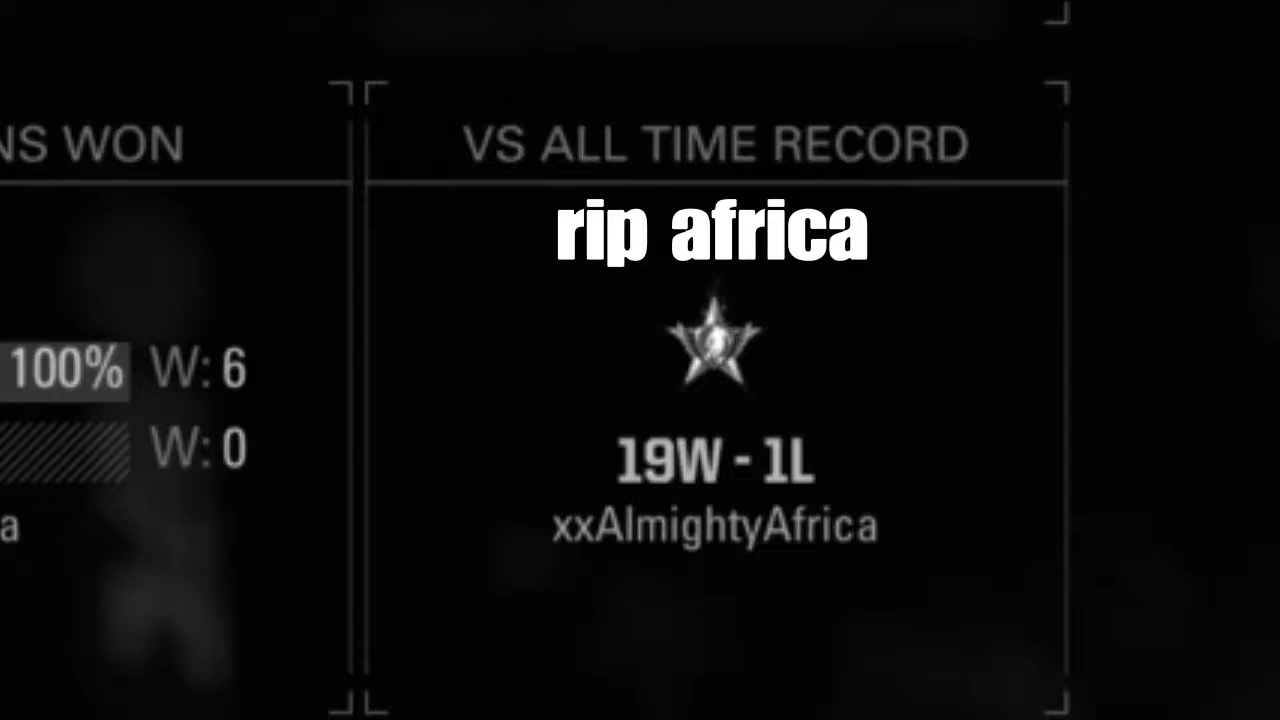 NS WON
100% W: 6
W: 0
a
VS ALL TIME RECORD
rip africa
19W - 1L
xxAlmightyAfrica